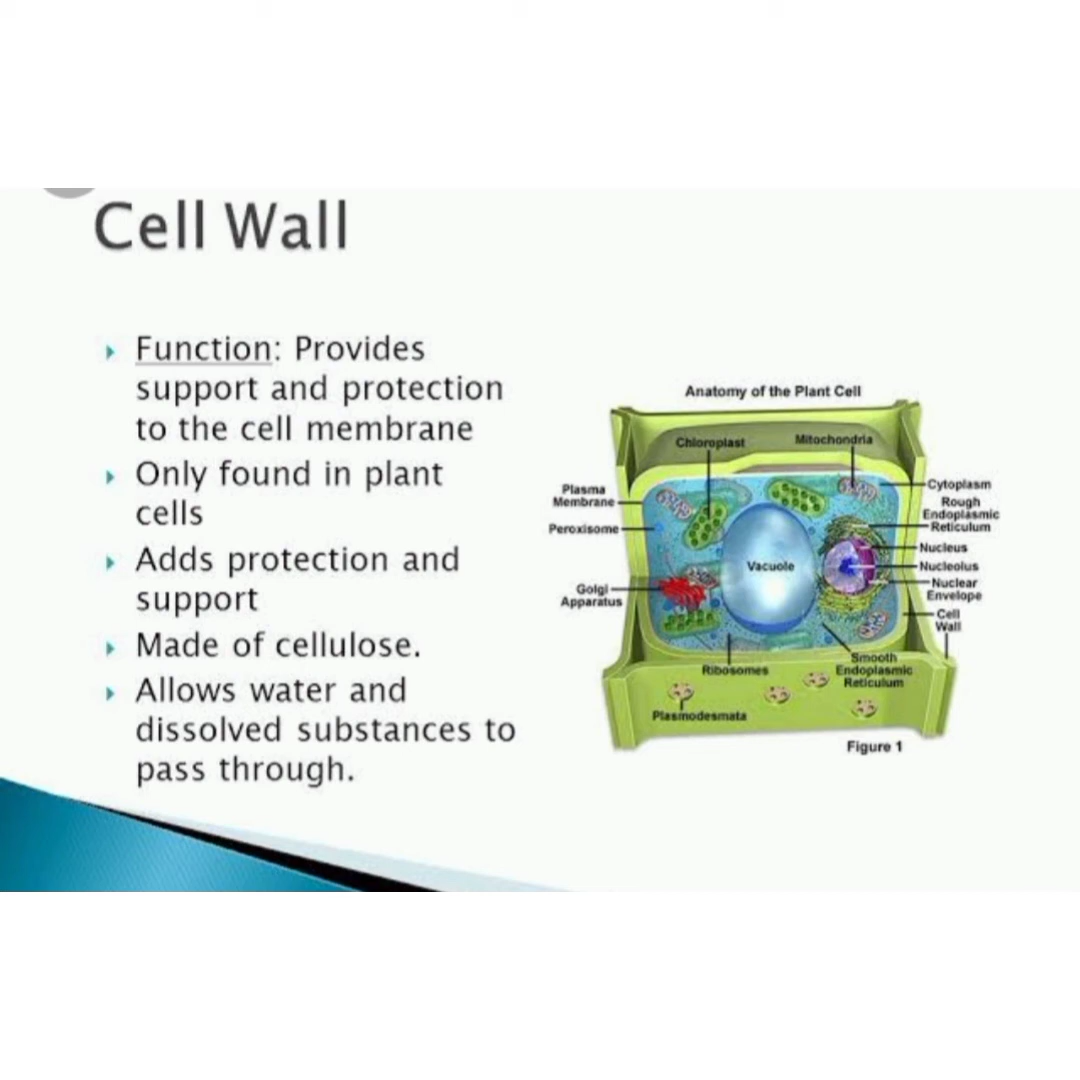 Cell Wall
Function: Provides
support and protection
to the cell membrane
Only found in plant
cells
Adds protection and
support
Made of cellulose.
Allows water and
dissolved substances to
pass through.
Anatomy of the Plant Cell
Chloroplast
Mitochondria
Plasma
Membrane
Peroxisome
Golgi
Apparatus
Vacuole
Cytoplasm
Rough
Endoplasmic
Reticulum
Nucleus
Nucleolus
Nuclear
Envelope
Cell
Wall
Ribosomes
Smooth
Endoplasmic
Reticulum
Plasmodesmata
Figure 1